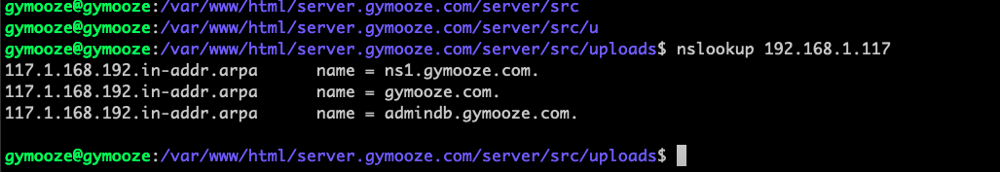 gymooze@gymooze:/var/www/html/server.gymooze.com/server/src
gymooze@gymooze:/var/www/html/server.gymooze.com/server/src/u
gymooze@gymooze:/var/www/html/server.gymooze.com/server/src/uploads$ nslookup 192.168.1.117
117.1.168.192.in-addr.arpa      name = ns1.gymooze.com.
117.1.168.192.in-addr.arpa      name = gymooze.com.
117.1.168.192.in-addr.arpa      name = admindb.gymooze.com.
gymooze@gymooze:/var/www/html/server.gymooze.com/server/src/uploads$